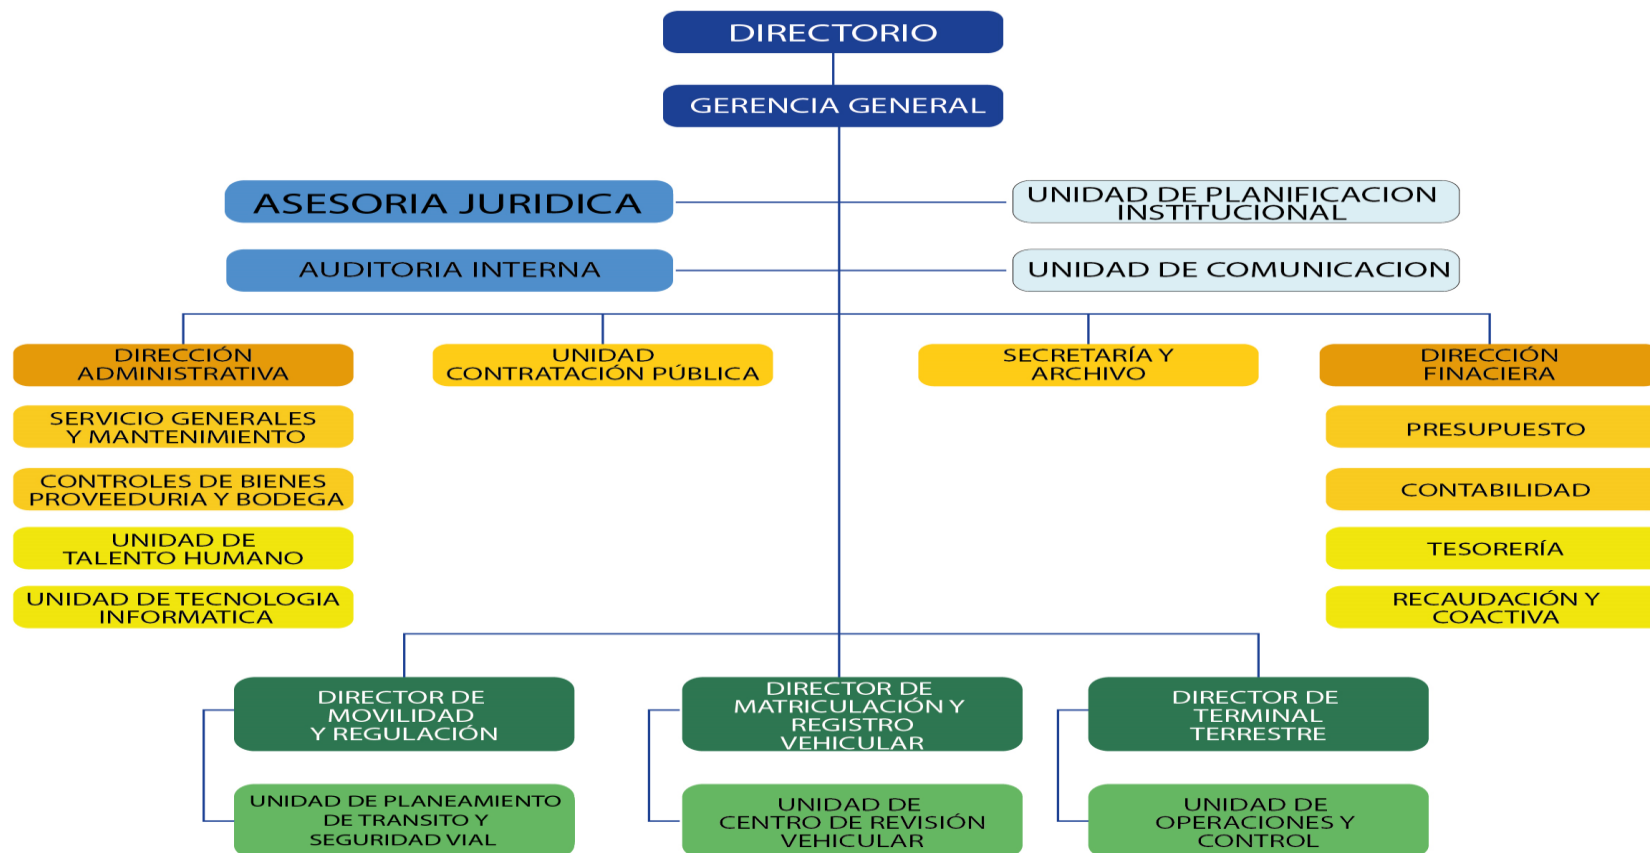 DIRECTORIO
GERENCIA GENERAL
ASESORIA JURIDICA
UNIDAD DE PLANIFICACION
INSTITUCIONAL
AUDITORIA INTERNA
UNIDAD DE COMUNICACION
DIRECCIÓN
ADMINISTRATIVA
UNIDAD
CONTRATACIÓN PÚBLICA
SECRETARÍA Y
ARCHIVO
DIRECCIÓN
FINACIERA
SERVICIO GENERALES
Y MANTENIMIENTO
CONTROLES DE BIENES
PROVEEDURIA Y BODEGA
UNIDAD DE
TALENTO HUMANO
UNIDAD DE TECNOLOGIA
INFORMATICA
PRESUPUESTO
CONTABILIDAD
TESORERÍA
RECAUDACIÓN Y
COACTIVA
DIRECTOR DE
MOVILIDAD
Y REGULACIÓN
DIRECTOR DE
MATRICULACIÓN Y
REGISTRO
VEHICULAR
DIRECTOR DE
TERMINAL
TERRESTRE
UNIDAD DE PLANEAMIENTO
DE TRANSITO Y
SEGURIDAD VIAL
UNIDAD DE
CENTRO DE REVISIÓN
VEHICULAR
UNIDAD DE
OPERACIONES Y
CONTROL